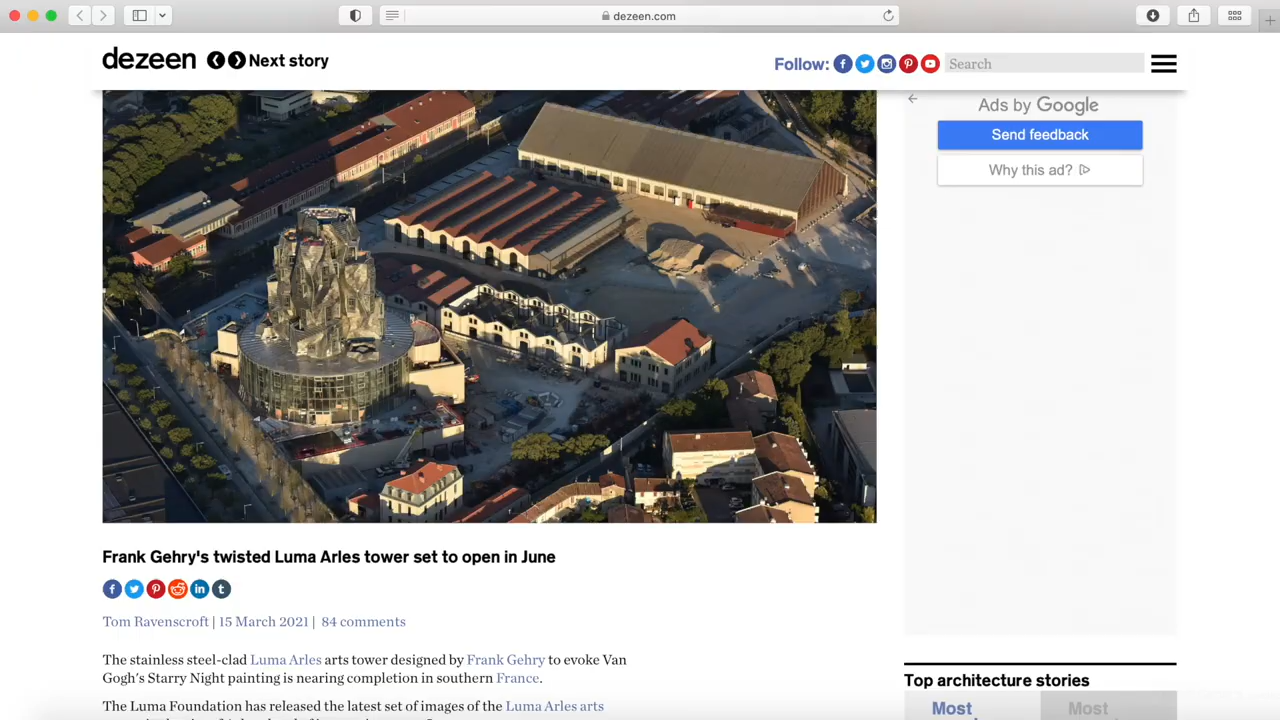 dezeen.com
dezeen Next story
Follow: Search
Ads by Google
Send feedback
Why this ad?
Frank Gehry's twisted Luma Arles tower set to open in June
Tom Ravenscroft | 15 March 2021 | 84 comments
The stainless steel-clad Luma Arles arts tower designed by Frank Gehry to evoke Van
Gogh's Starry Night painting is nearing completion in southern France.
The Luma Foundation has released the latest set of images of the Luma Arles arts
Top architecture stories
Most Most